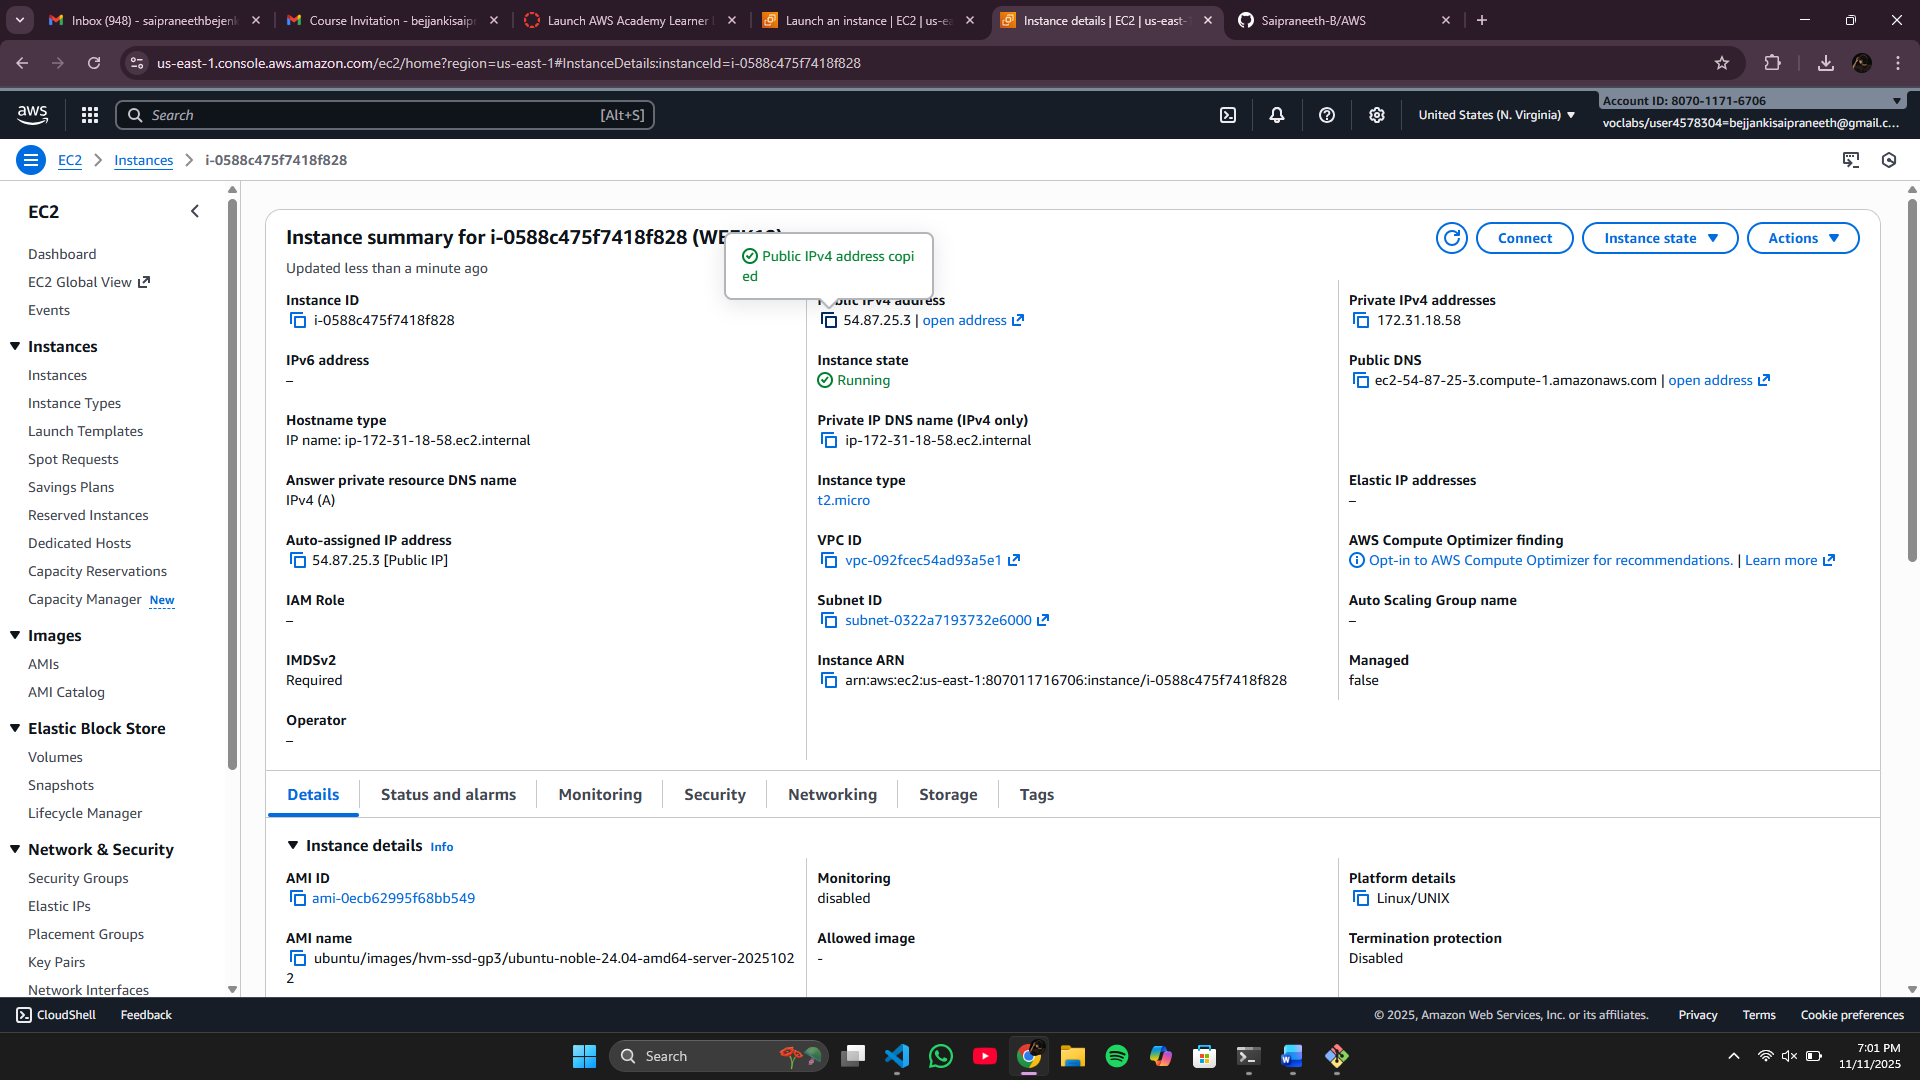 Inbox (948) - saipraneethbejenk
Course Invitation - bejjankisaipr
Launch AWS Academy Learner L
Launch an instance | EC2 | us-ea
Instance details | EC2 | us-east-1
Saipraneeth-B/AWS
us-east-1.console.aws.amazon.com/ec2/home?region=us-east-1#InstanceDetails:instanceId=i-0588c475f7418f828
aws
Search
[Alt+S]
United States (N. Virginia)
Account ID: 8070-1171-6706
voclabs/user4578304=bejjankisaipraneeth@gmail.c...
EC2
Instances
i-0588c475f7418f828
EC2
Dashboard
EC2 Global View
Events
Instances
Instances
Instance Types
Launch Templates
Spot Requests
Savings Plans
Reserved Instances
Dedicated Hosts
Capacity Reservations
Capacity Manager New
Images
AMIs
AMI Catalog
Elastic Block Store
Volumes
Snapshots
Lifecycle Manager
Network & Security
Security Groups
Elastic IPs
Placement Groups
Key Pairs
Network Interfaces
Instance summary for i-0588c475f7418f828
Updated less than a minute ago
Public IPv4 address copi
ed
Connect
Instance state
Actions
Instance ID
i-0588c475f7418f828
Public IPv4 address
54.87.25.3 | open address
Private IPv4 addresses
172.31.18.58
IPv6 address
–
Instance state
Running
Public DNS
ec2-54-87-25-3.compute-1.amazonaws.com | open address
Hostname type
IP name: ip-172-31-18-58.ec2.internal
Private IP DNS name (IPv4 only)
ip-172-31-18-58.ec2.internal
Answer private resource DNS name
IPv4 (A)
Instance type
t2.micro
Elastic IP addresses
–
Auto-assigned IP address
54.87.25.3 [Public IP]
VPC ID
vpc-092fcec54ad93a5e1
AWS Compute Optimizer finding
Opt-in to AWS Compute Optimizer for recommendations. | Learn more
IAM Role
–
Subnet ID
subnet-0322a7193732e6000
Auto Scaling Group name
–
IMDSv2
Required
Instance ARN
arn:aws:ec2:us-east-1:807011716706:instance/i-0588c475f7418f828
Managed
false
Operator
–
Details
Status and alarms
Monitoring
Security
Networking
Storage
Tags
Instance details Info
AMI ID
ami-0ecb62995f68bb549
Monitoring
disabled
Platform details
Linux/UNIX
AMI name
ubuntu/images/hvm-ssd-gp3/ubuntu-noble-24.04-amd64-server-2025102
2
Allowed image
-
Termination protection
Disabled
CloudShell
Feedback
© 2025, Amazon Web Services, Inc. or its affiliates.
Privacy
Terms
Cookie preferences
Search
7:01 PM
11/11/2025